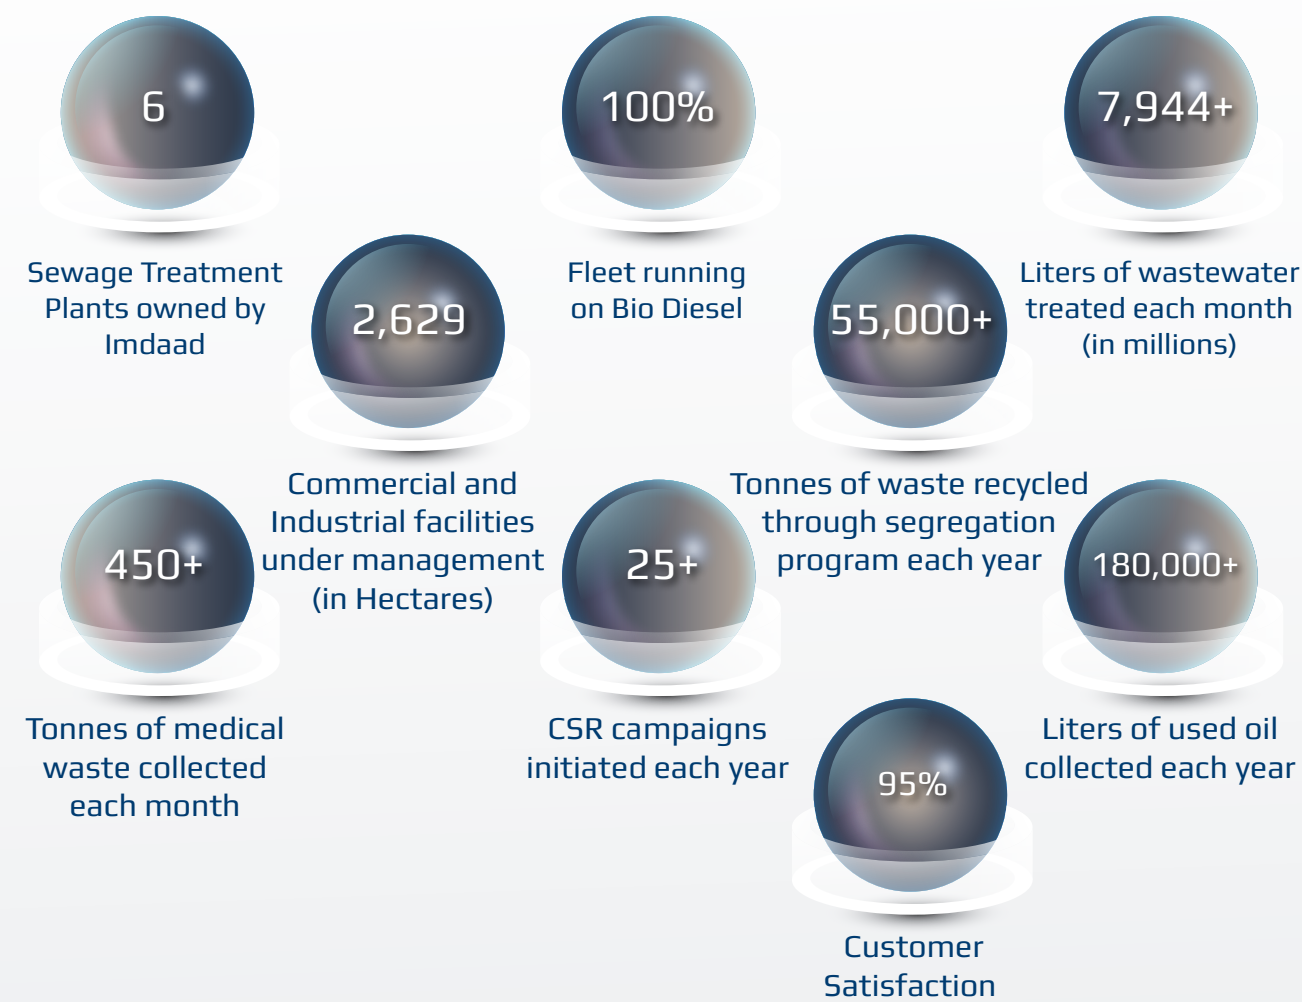 6
Sewage Treatment
Plants owned by
Imdaad
2,629
Commercial and
Industrial facilities
under management
(in Hectares)
100%
Fleet running
on Bio Diesel
55,000+
Tonnes of waste recycled
through segregation
program each year
7,944+
Liters of wastewater
treated each month
(in millions)
450+
Tonnes of medical
waste collected
each month
25+
CSR campaigns
initiated each year
95%
Customer
Satisfaction
180,000+
Liters of used oil
collected each year